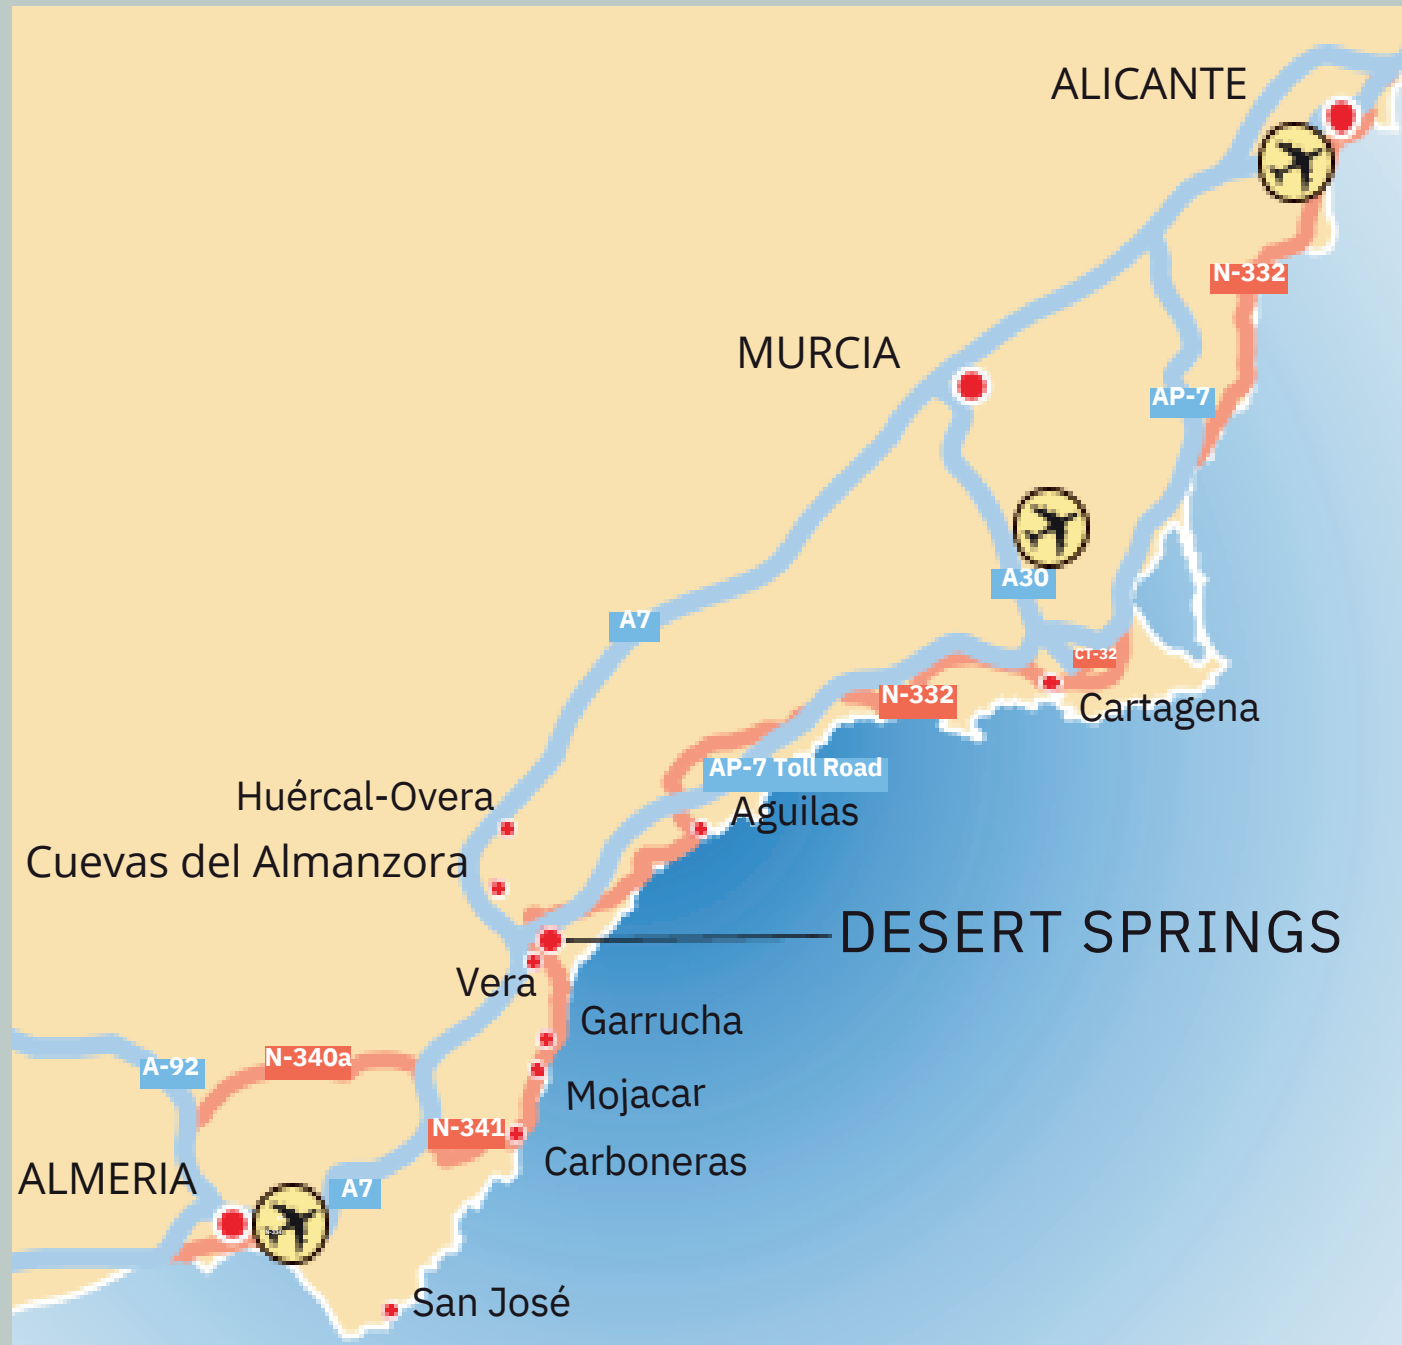 ALICANTE
N-332
MURCIA
AP-7
A30
A7
CT-32
N-332
Cartagena
AP-7 Toll Road
Huércal-Overa
Aguilas
Cuevas del Almanzora
DESERT SPRINGS
Vera
Garrucha
N-340a
A-92
Mojacar
N-341
Carboneras
ALMERIA
A7
San José